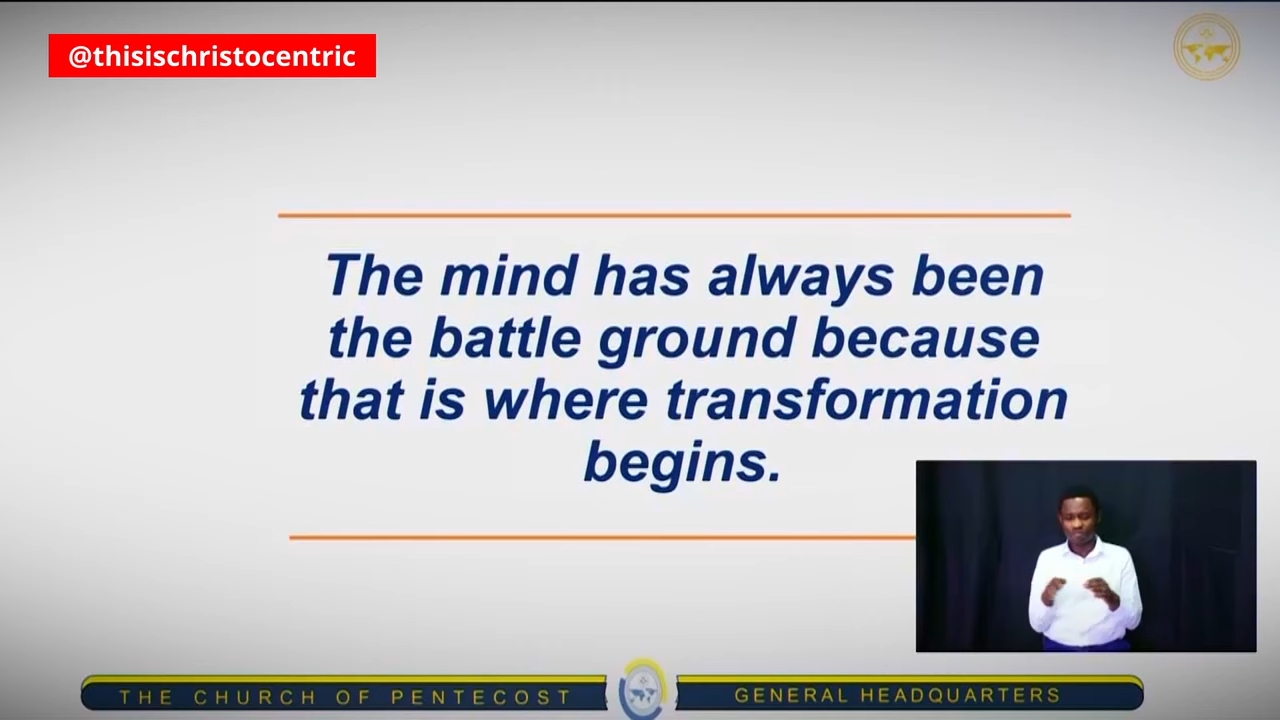 @thisischristocentric
The mind has always been
the battle ground because
that is where transformation
begins.
THE CHURCH OF PENTECOST
GENERAL HEADQUARTERS